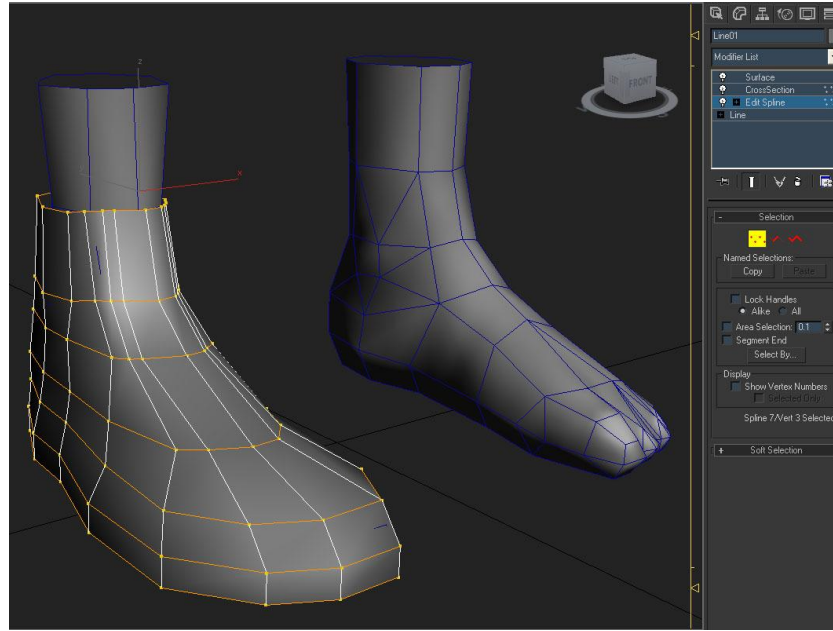 Line01
Modifier List
Surface
CrossSection
Edit Spline
Line
z
x
FRONT
- Selection
Named Selections:
Copy Paste
Lock Handles
Alike All
Area Selection: 0.1
Segment End
Select By...
Display
Show Vertex Numbers
Selected Only
Spline 7/Vert 3 Selected
+ Soft Selection